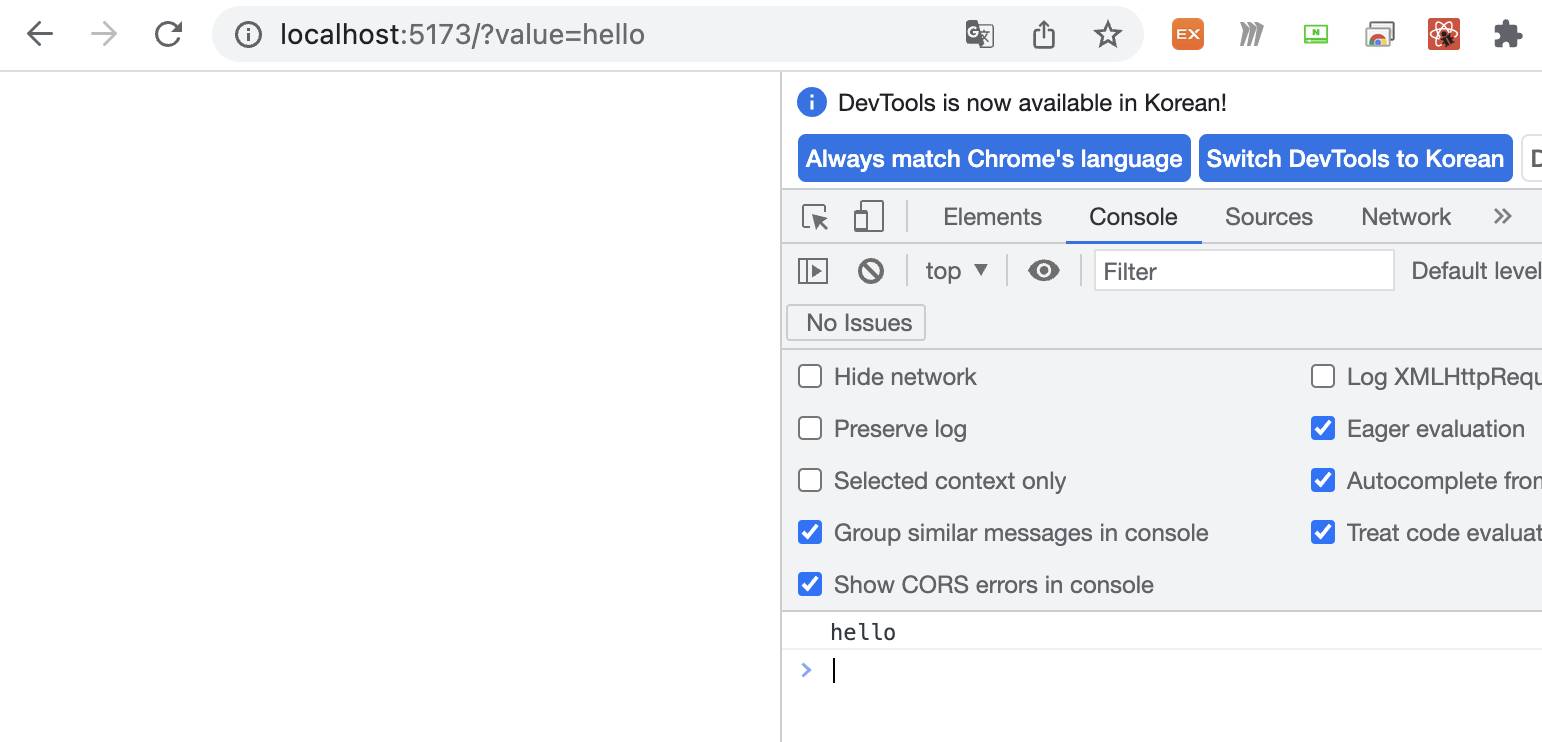 localhost:5173/?value=hello
EX
N
DevTools is now available in Korean!
Always match Chrome's language Switch DevTools to Korean D
Elements Console Sources Network
top Filter Default level
No Issues
Hide network Log XMLHttpRequ
Preserve log Eager evaluation
Selected context only Autocomplete fron
Group similar messages in console Treat code evaluat
Show CORS errors in console
hello